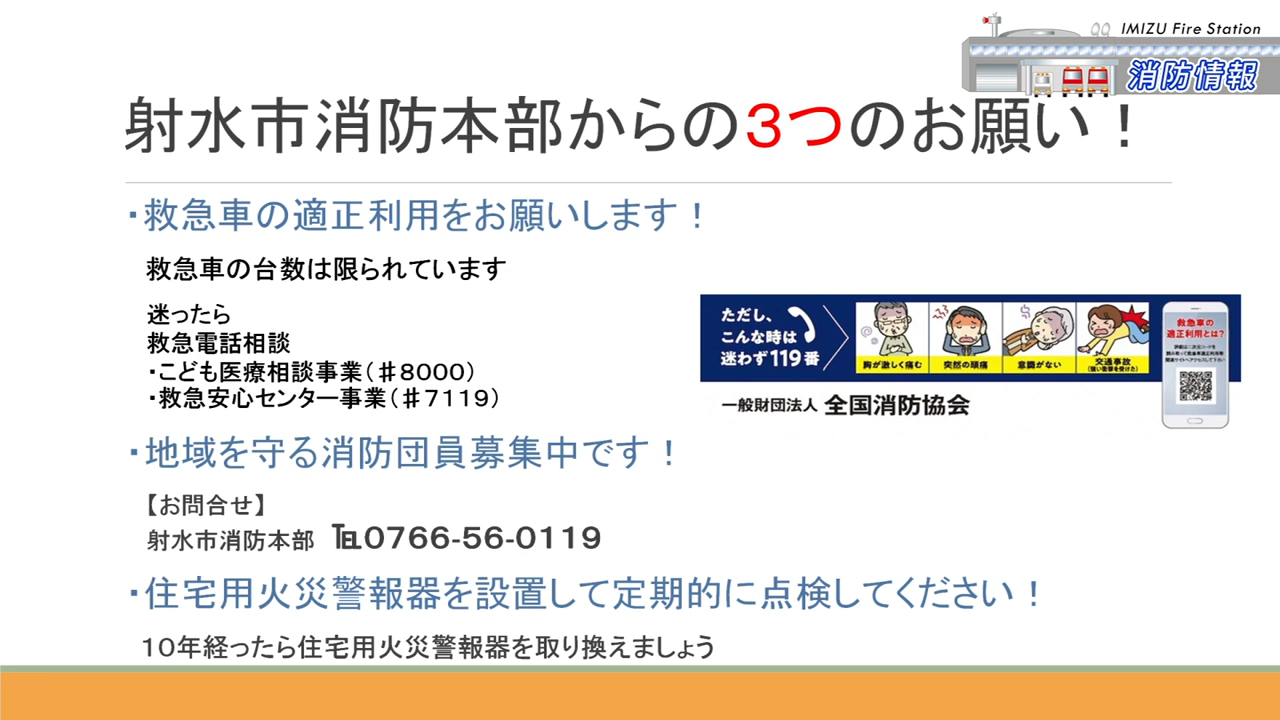 IMIZU Fire Station
消防情報
射水市消防本部からの３つのお願い！
・救急車の適正利用をお願いします！
救急車の台数は限られています
迷ったら
救急電話相談
・こども医療相談事業（♯8000）
・救急安心センター事業（♯7119）
ただし、
こんな時は
迷わず119番
胸が激しく痛む
突然の頭痛
意識がない
交通事故
（強い衝撃を受けた）
救急車の
適正利用とは？
一般財団法人 全国消防協会
・地域を守る消防団員募集中です！
【お問合せ】
射水市消防本部 ℡0766-56-0119
・住宅用火災警報器を設置して定期的に点検してください！
１０年経ったら住宅用火災警報器を取り換えましょう